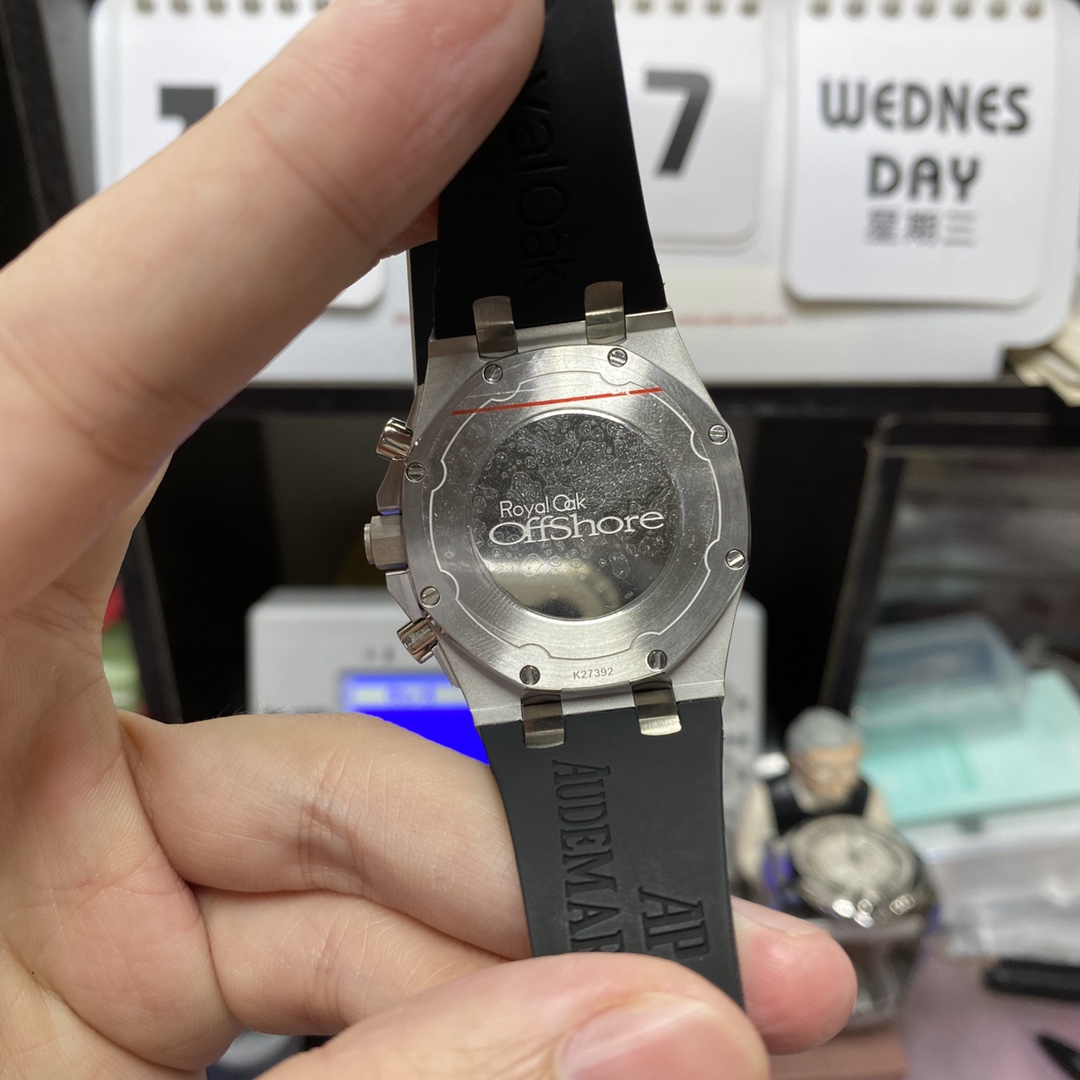 7
WEDNES
DAY
星期三
RoyalOak
Royal Oak
OffShore
K27392
AUDEMAR
AP